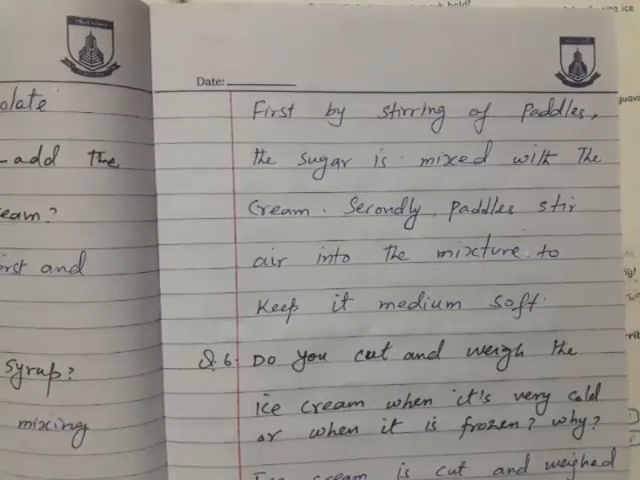 Date:
First by stirring of Paddles,
the sugar is mixed with The
Cream. Secondly, Paddles stir
air into the mixture to
Keep it medium soft.
Q.6. Do you cut and weigh the
ice cream when it's very cold
or when it is frozen? why?
Ice cream is cut and weighed
olate
add the
eam?
irst and
syrup?
mixing